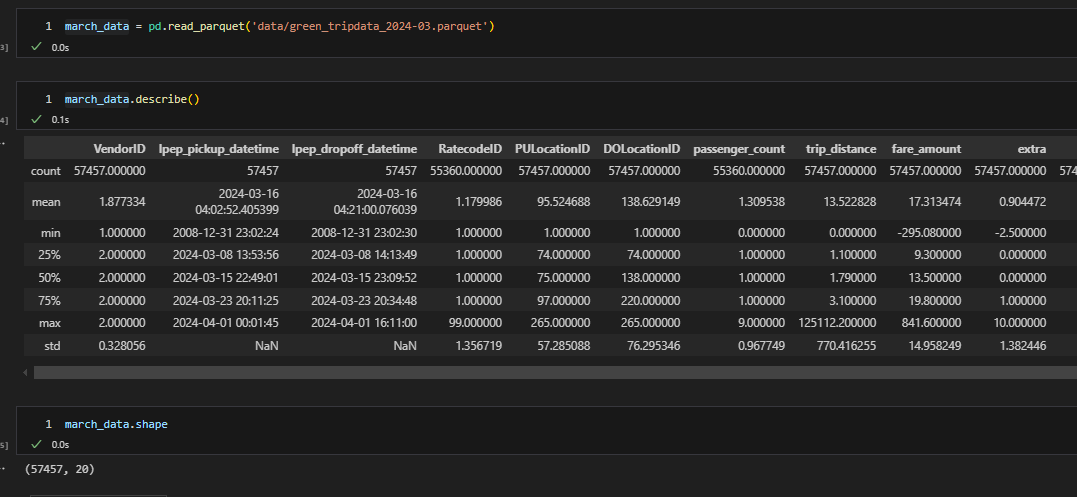 1 march_data = pd.read_parquet('data/green_tripdata_2024-03.parquet')
3] ✓ 0.0s
1 march_data.describe()
4] ✓ 0.1s
VendorID lpep_pickup_datetime lpep_dropoff_datetime RatecodeID PULocationID DOLocationID passenger_count trip_distance fare_amount extra
count 57457.000000 57457 57457 55360.000000 57457.000000 57457.000000 55360.000000 57457.000000 57457.000000 57457.000000 574
mean 1.877334 2024-03-16 04:02:52.405399 2024-03-16 04:21:00.076039 1.179986 95.524688 138.629149 1.309538 13.522828 17.313474 0.904472
min 1.000000 2008-12-31 23:02:24 2008-12-31 23:02:30 1.000000 1.000000 1.000000 0.000000 0.000000 -295.080000 -2.500000
25% 2.000000 2024-03-08 13:53:56 2024-03-08 14:13:49 1.000000 74.000000 74.000000 1.000000 1.100000 9.300000 0.000000
50% 2.000000 2024-03-15 22:49:01 2024-03-15 23:09:52 1.000000 75.000000 138.000000 1.000000 1.790000 13.500000 0.000000
75% 2.000000 2024-03-23 20:11:25 2024-03-23 20:34:48 1.000000 97.000000 220.000000 1.000000 3.100000 19.800000 1.000000
max 2.000000 2024-04-01 00:01:45 2024-04-01 16:11:00 99.000000 265.000000 265.000000 9.000000 125112.200000 841.600000 10.000000
std 0.328056 NaN NaN 1.356719 57.285088 76.295346 0.967749 770.416255 14.958249 1.382446
1 march_data.shape
5] ✓ 0.0s
(57457, 20)